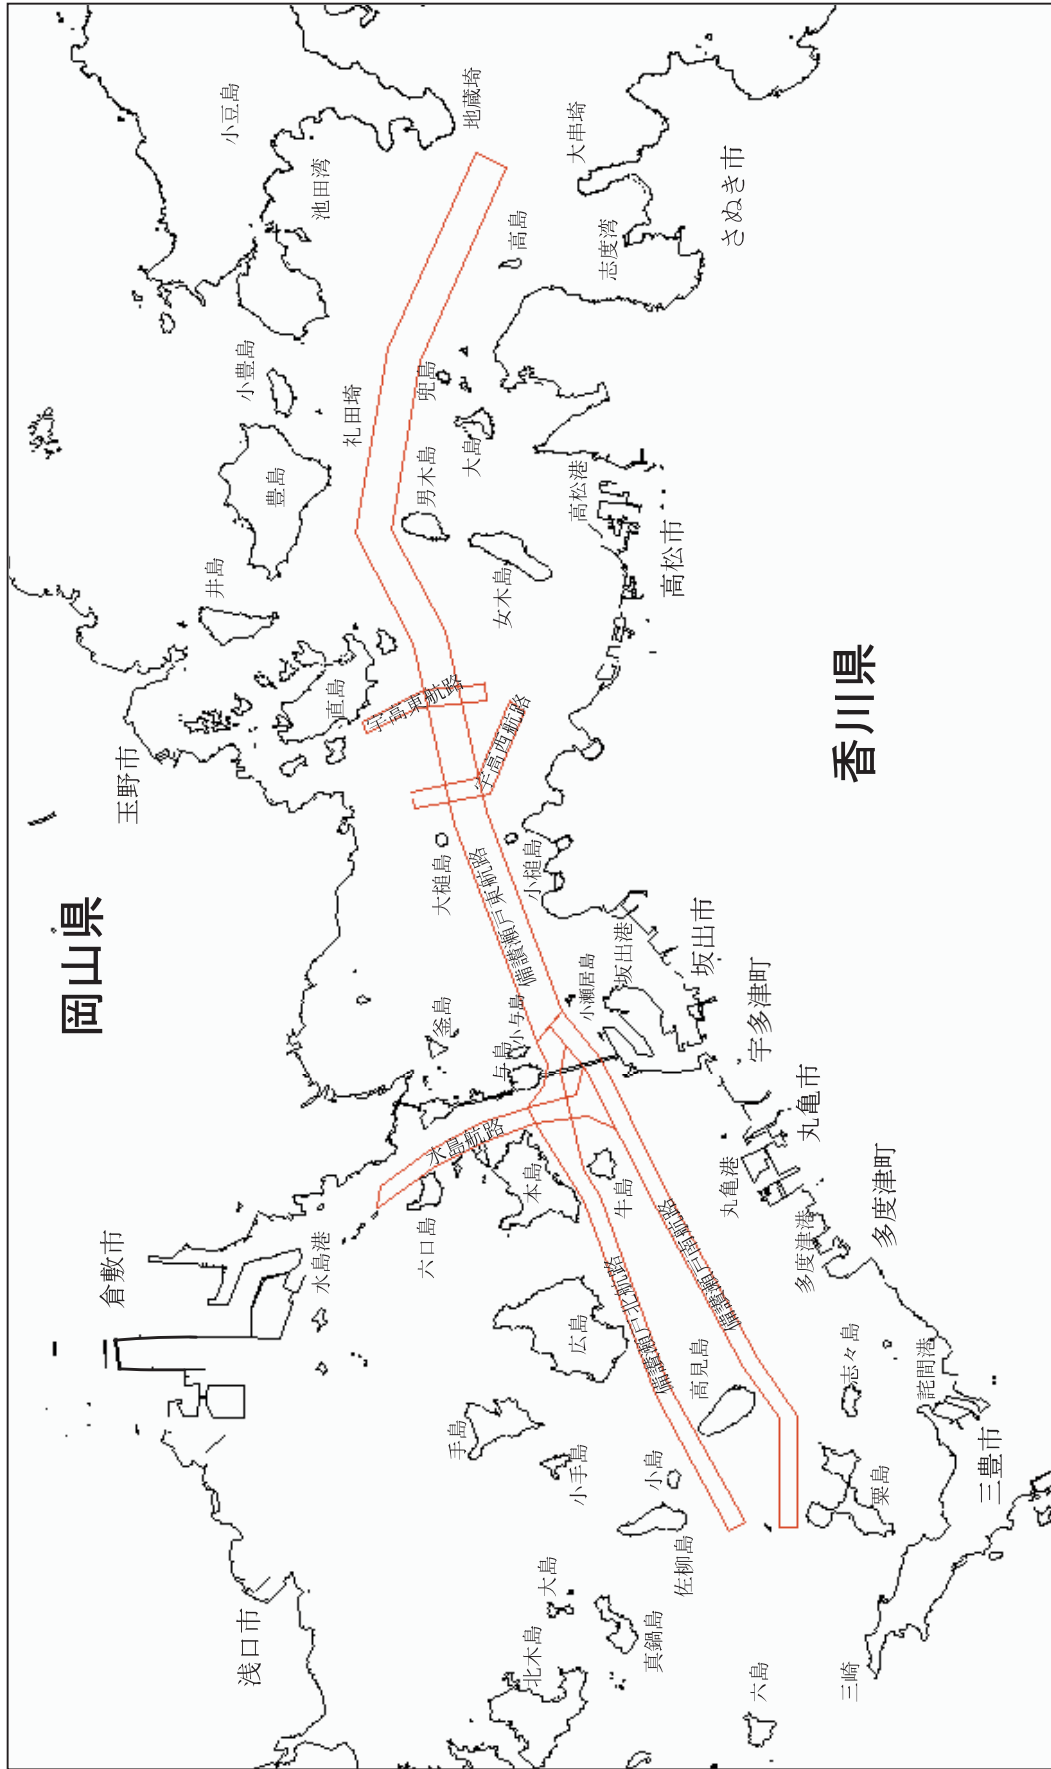 岡山県
香川県
倉敷市
浅口市
玉野市
水島港
小豆島
池田湾
地蔵埼
大串埼
志度湾
さぬき市
高島
小豊島
礼田埼
兜島
豊島
男木島
大島
高松港
井島
女木島
高松市
直島
宇高東航路
宇高西航路
大槌島
備讃瀬戸東航路
小槌島
釜島
小与島
与島
小瀬居島
坂出港
坂出市
宇多津町
水島航路
本島
六口島
牛島
丸亀港
丸亀市
広島
備讃瀬戸北航路
備讃瀬戸南航路
多度津港
多度津町
手島
小手島
小島
高見島
志々島
詫間港
粟島
三豊市
佐柳島
大島
北木島
真鍋島
六島
三崎